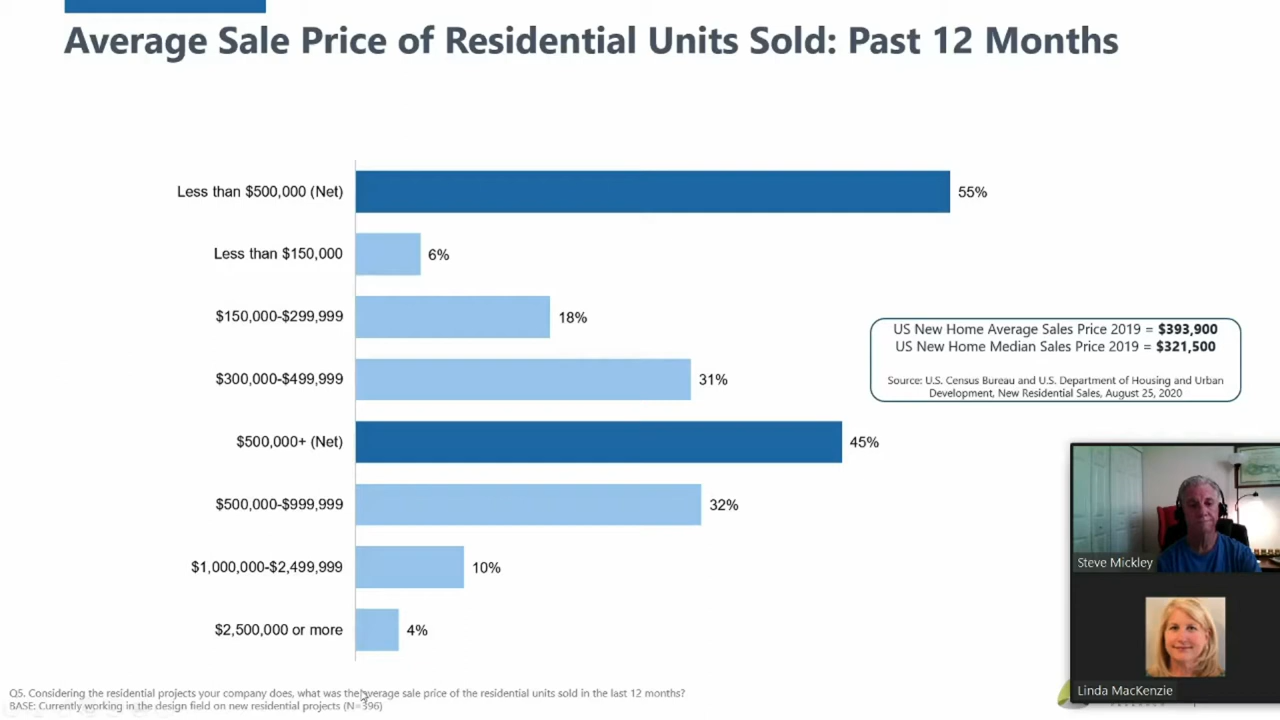 Average Sale Price of Residential Units Sold: Past 12 Months
Less than $500,000 (Net) 55%
Less than $150,000 6%
$150,000-$299,999 18%
$300,000-$499,999 31%
$500,000+ (Net) 45%
$500,000-$999,999 32%
$1,000,000-$2,499,999 10%
$2,500,000 or more 4%
US New Home Average Sales Price 2019 = $393,900
US New Home Median Sales Price 2019 = $321,500
Source: U.S. Census Bureau and U.S. Department of Housing and Urban
Development, New Residential Sales, August 25, 2020
Steve Mickley
Linda MacKenzie
Q5. Considering the residential projects your company does, what was the average sale price of the residential units sold in the last 12 months?
BASE: Currently working in the design field on new residential projects (N=396)